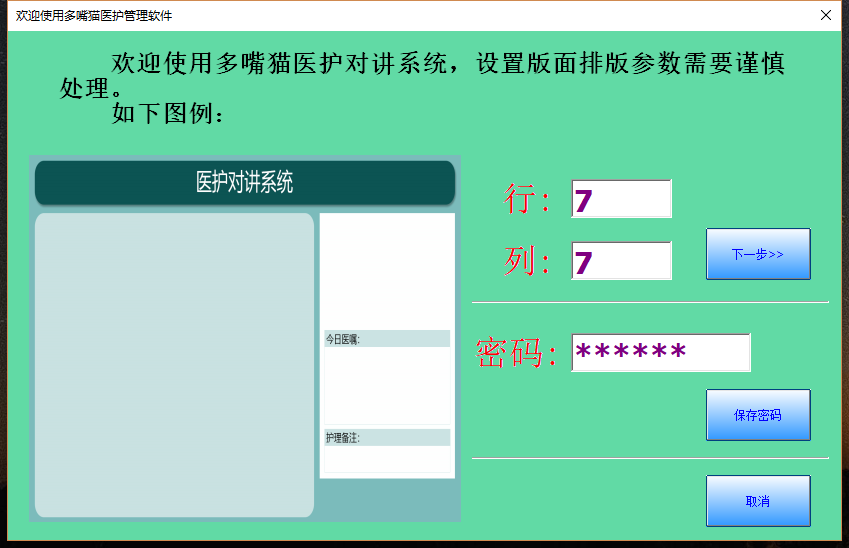 欢迎使用多嘴猫医护管理软件
欢迎使用多嘴猫医护对讲系统，设置版面排版参数需要谨慎
处理。
如下图例：
医护对讲系统
今日医嘱：
护理备注：
行： 7
列： 7
下一步>>
密码： ******
保存密码
取消